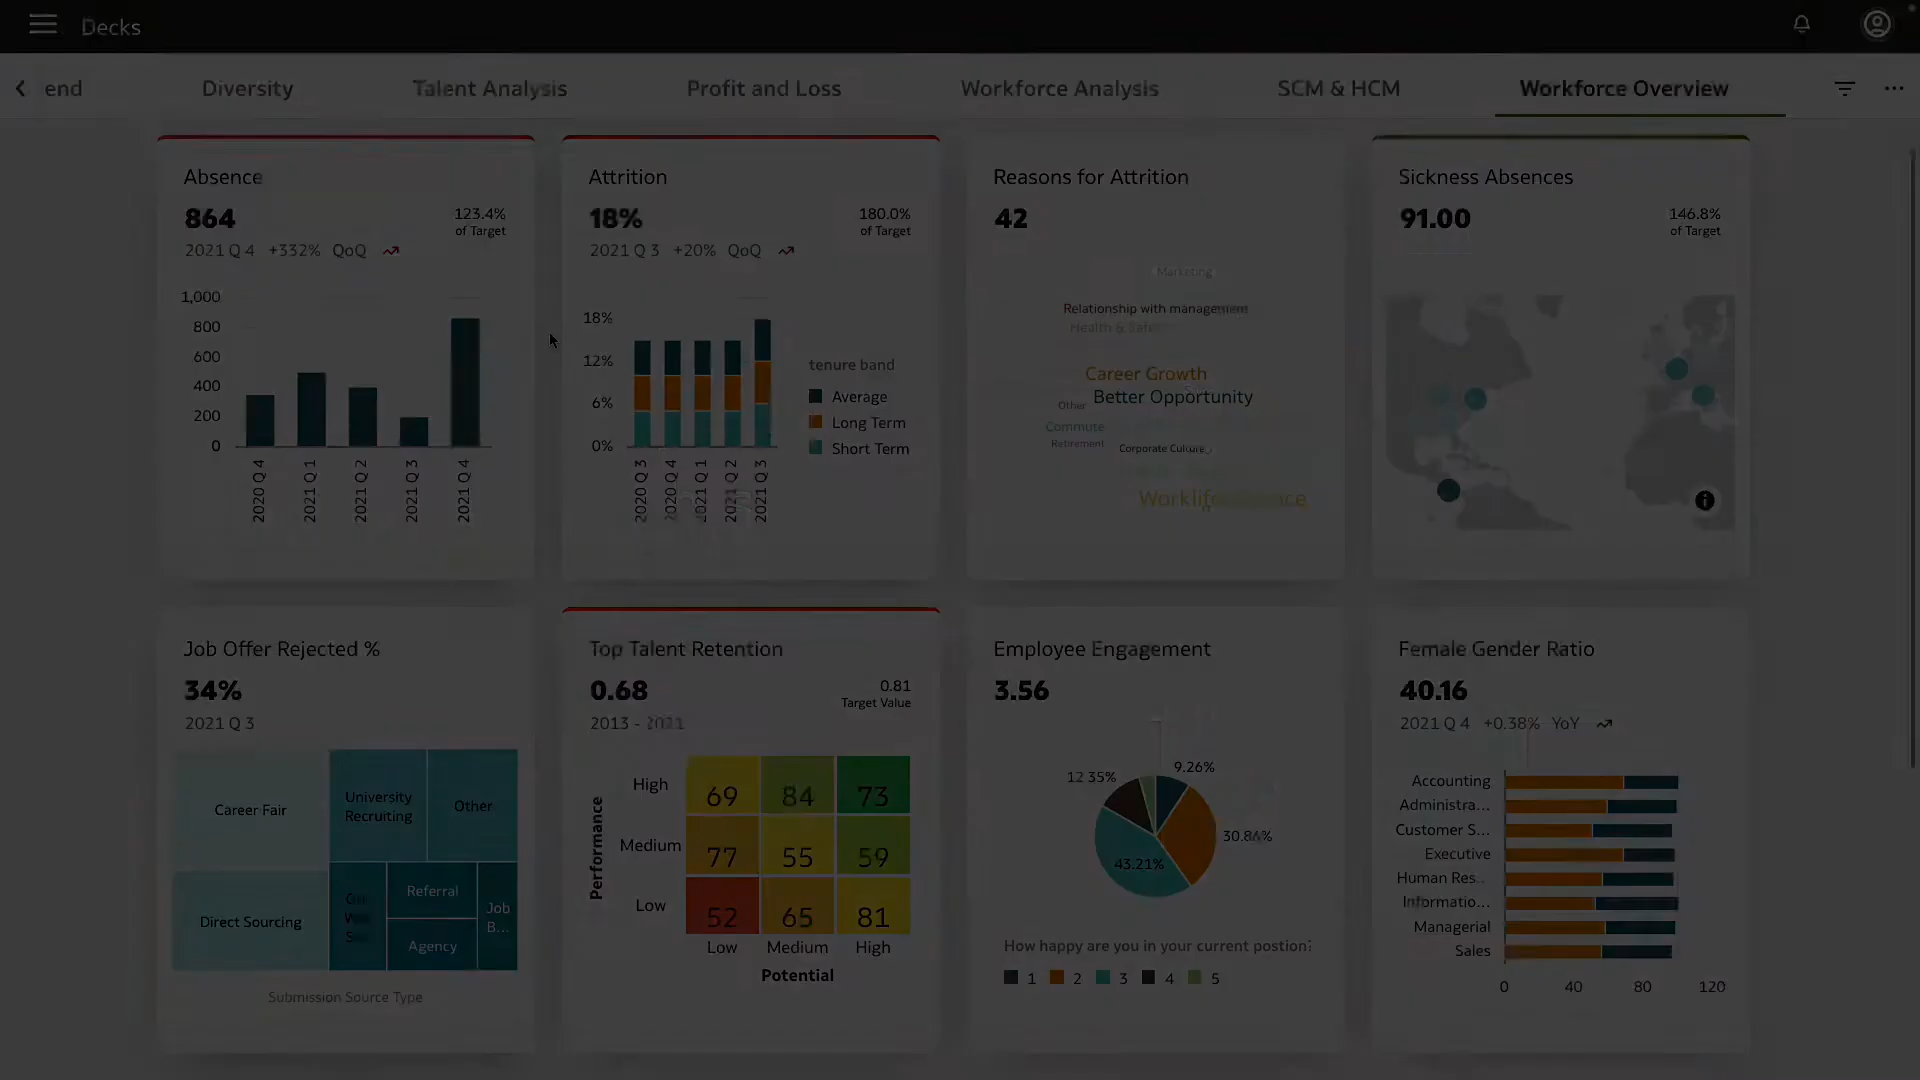 Decks
end
Diversity
Talent Analysis
Profit and Loss
Workforce Analysis
SCM & HCM
Workforce Overview
Absence
864
123.4%
of Target
2021 Q 4 +332% QoQ
1,000
800
600
400
200
0
2020 Q 4
2021 Q 1
2021 Q 2
2021 Q 3
2021 Q 4
Attrition
18%
180.0%
of Target
2021 Q 3 +20% QoQ
18%
12%
6%
0%
2020 Q 3
2020 Q 4
2021 Q 1
2021 Q 2
2021 Q 3
tenure band
Average
Long Term
Short Term
Reasons for Attrition
42
Marketing
Relationship with management
Health &
Career Growth
Better Opportunity
Other
Commute
Retirement
Corporate Culture
Sickness Absences
91.00
146.8%
of Target
Job Offer Rejected %
34%
2021 Q 3
Career Fair
University
Recruiting
Other
Direct Sourcing
Referral
Agency
Job
B...
Submission Source Type
Top Talent Retention
0.68
0.81
Target Value
2013 - 2021
Performance
High
69 84 73
Medium
77 55 59
Low
52 65 81
Low Medium High
Potential
Employee Engagement
3.56
12.35%
9.26%
30.86%
43.21%
How happy are you in your current postion?
1 2 3 4 5
Female Gender Ratio
40.16
2021 Q 4 +0.38% YoY
Accounting
Administra...
Customer S...
Executive
Human Res...
Informatio...
Managerial
Sales
0 40 80 120